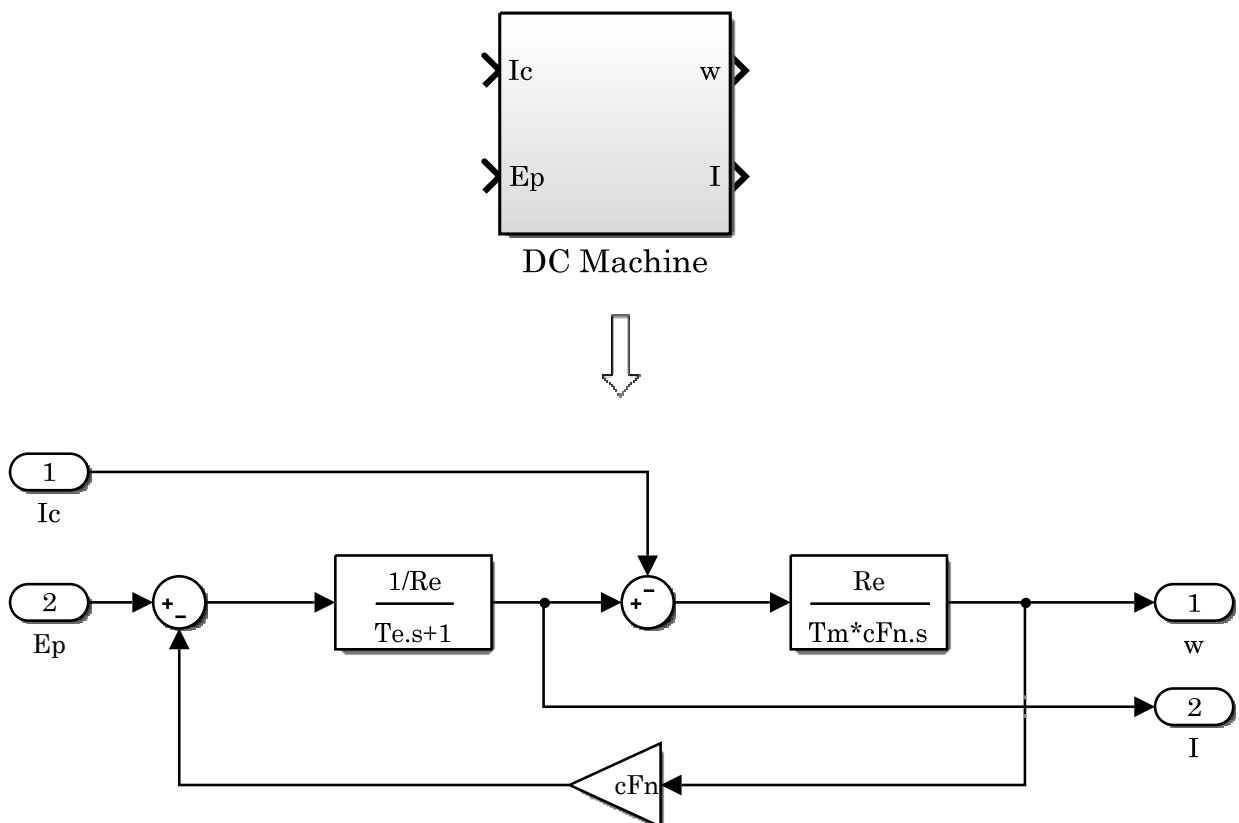 Ic w
Ep I
DC Machine
1
Ic
1/Re
Te.s+1
Re
Tm*cFn.s
2
Ep
+
−
+
−
1
w
2
I
cFn